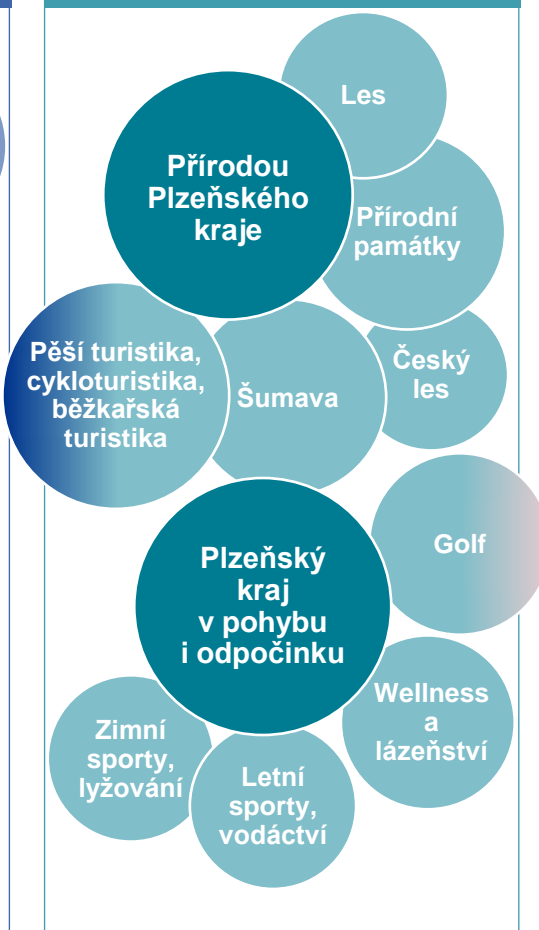 Les
Přírodou
Plzeňského
kraje
Přírodní
památky
Pěší turistika,
cykloturistika,
běžkařská
turistika
Šumava
Český
les
Golf
Plzeňský
kraj
v pohybu
i odpočinku
Wellness
a
lázeňství
Zimní
sporty,
lyžování
Letní
sporty,
vodáctví